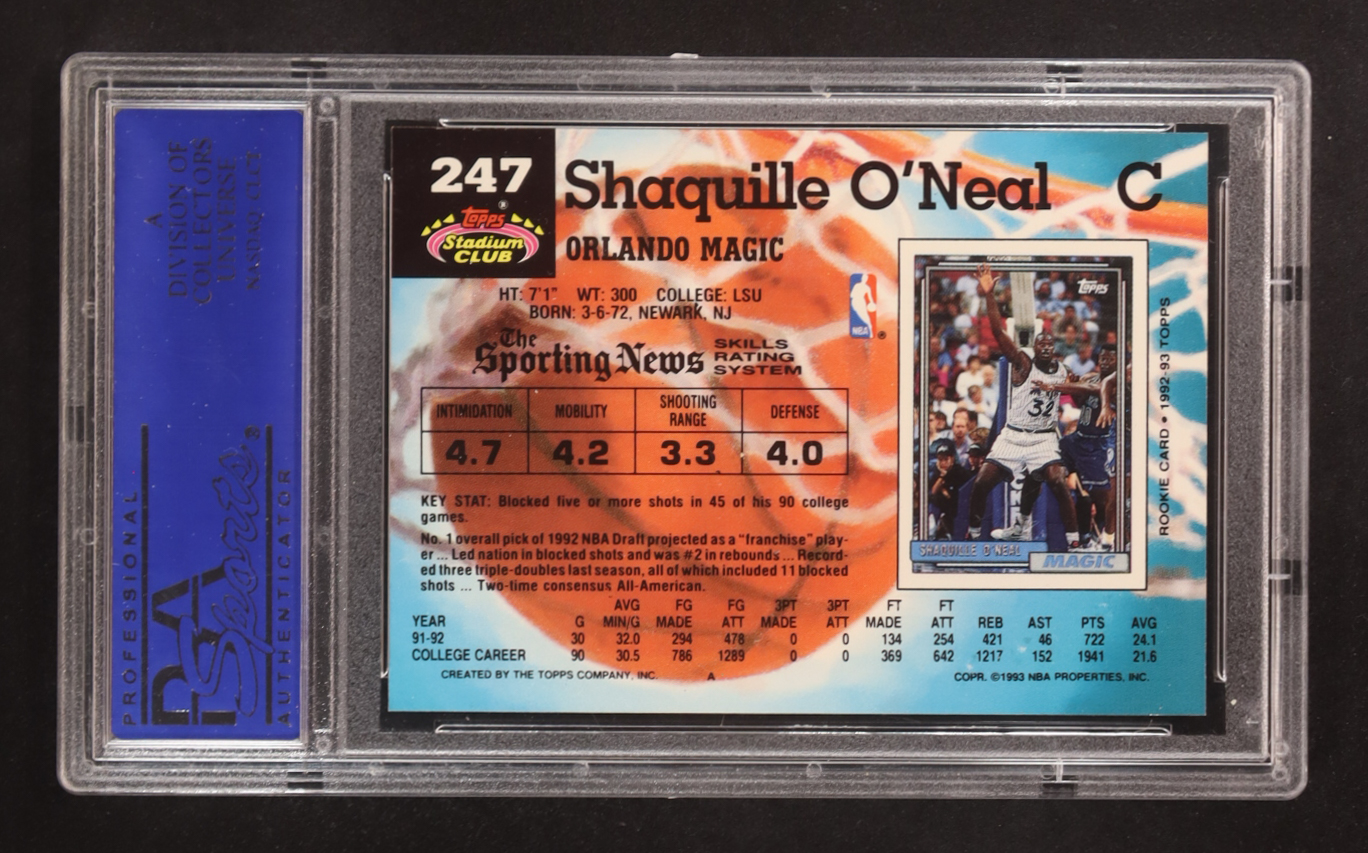 A
DIVISION OF
COLLECTORS
UNIVERSE
NASDAQ: CLCT
PROFESSIONAL
PSA
Sports
AUTHENTICATOR
247
Topps
Stadium
CLUB
®
Shaquille O'Neal C
ORLANDO MAGIC
HT: 7'1" WT: 300 COLLEGE: LSU
BORN: 3-6-72, NEWARK, NJ
NBA
®
The
Sporting News
SKILLS
RATING
SYSTEM
INTIMIDATION MOBILITY SHOOTING RANGE DEFENSE
4.7 4.2 3.3 4.0
KEY STAT: Blocked five or more shots in 45 of his 90 college
games.
No. 1 overall pick of 1992 NBA Draft projected as a "franchise" play-
er ... Led nation in blocked shots and was #2 in rebounds ... Record-
ed three triple-doubles last season, all of which included 11 blocked
shots ... Two-time consensus All-American.
Topps
32
SHAQUILLE O'NEAL
MAGIC
ROOKIE CARD • 1992-93 TOPPS
AVG FG FG 3PT 3PT FT FT
YEAR G MIN/G MADE ATT MADE ATT MADE ATT REB AST PTS AVG
91-92 30 32.0 294 478 0 0 134 254 421 46 722 24.1
COLLEGE CAREER 90 30.5 786 1289 0 0 369 642 1217 152 1941 21.6
CREATED BY THE TOPPS COMPANY, INC. A COPR. ©1993 NBA PROPERTIES, INC.